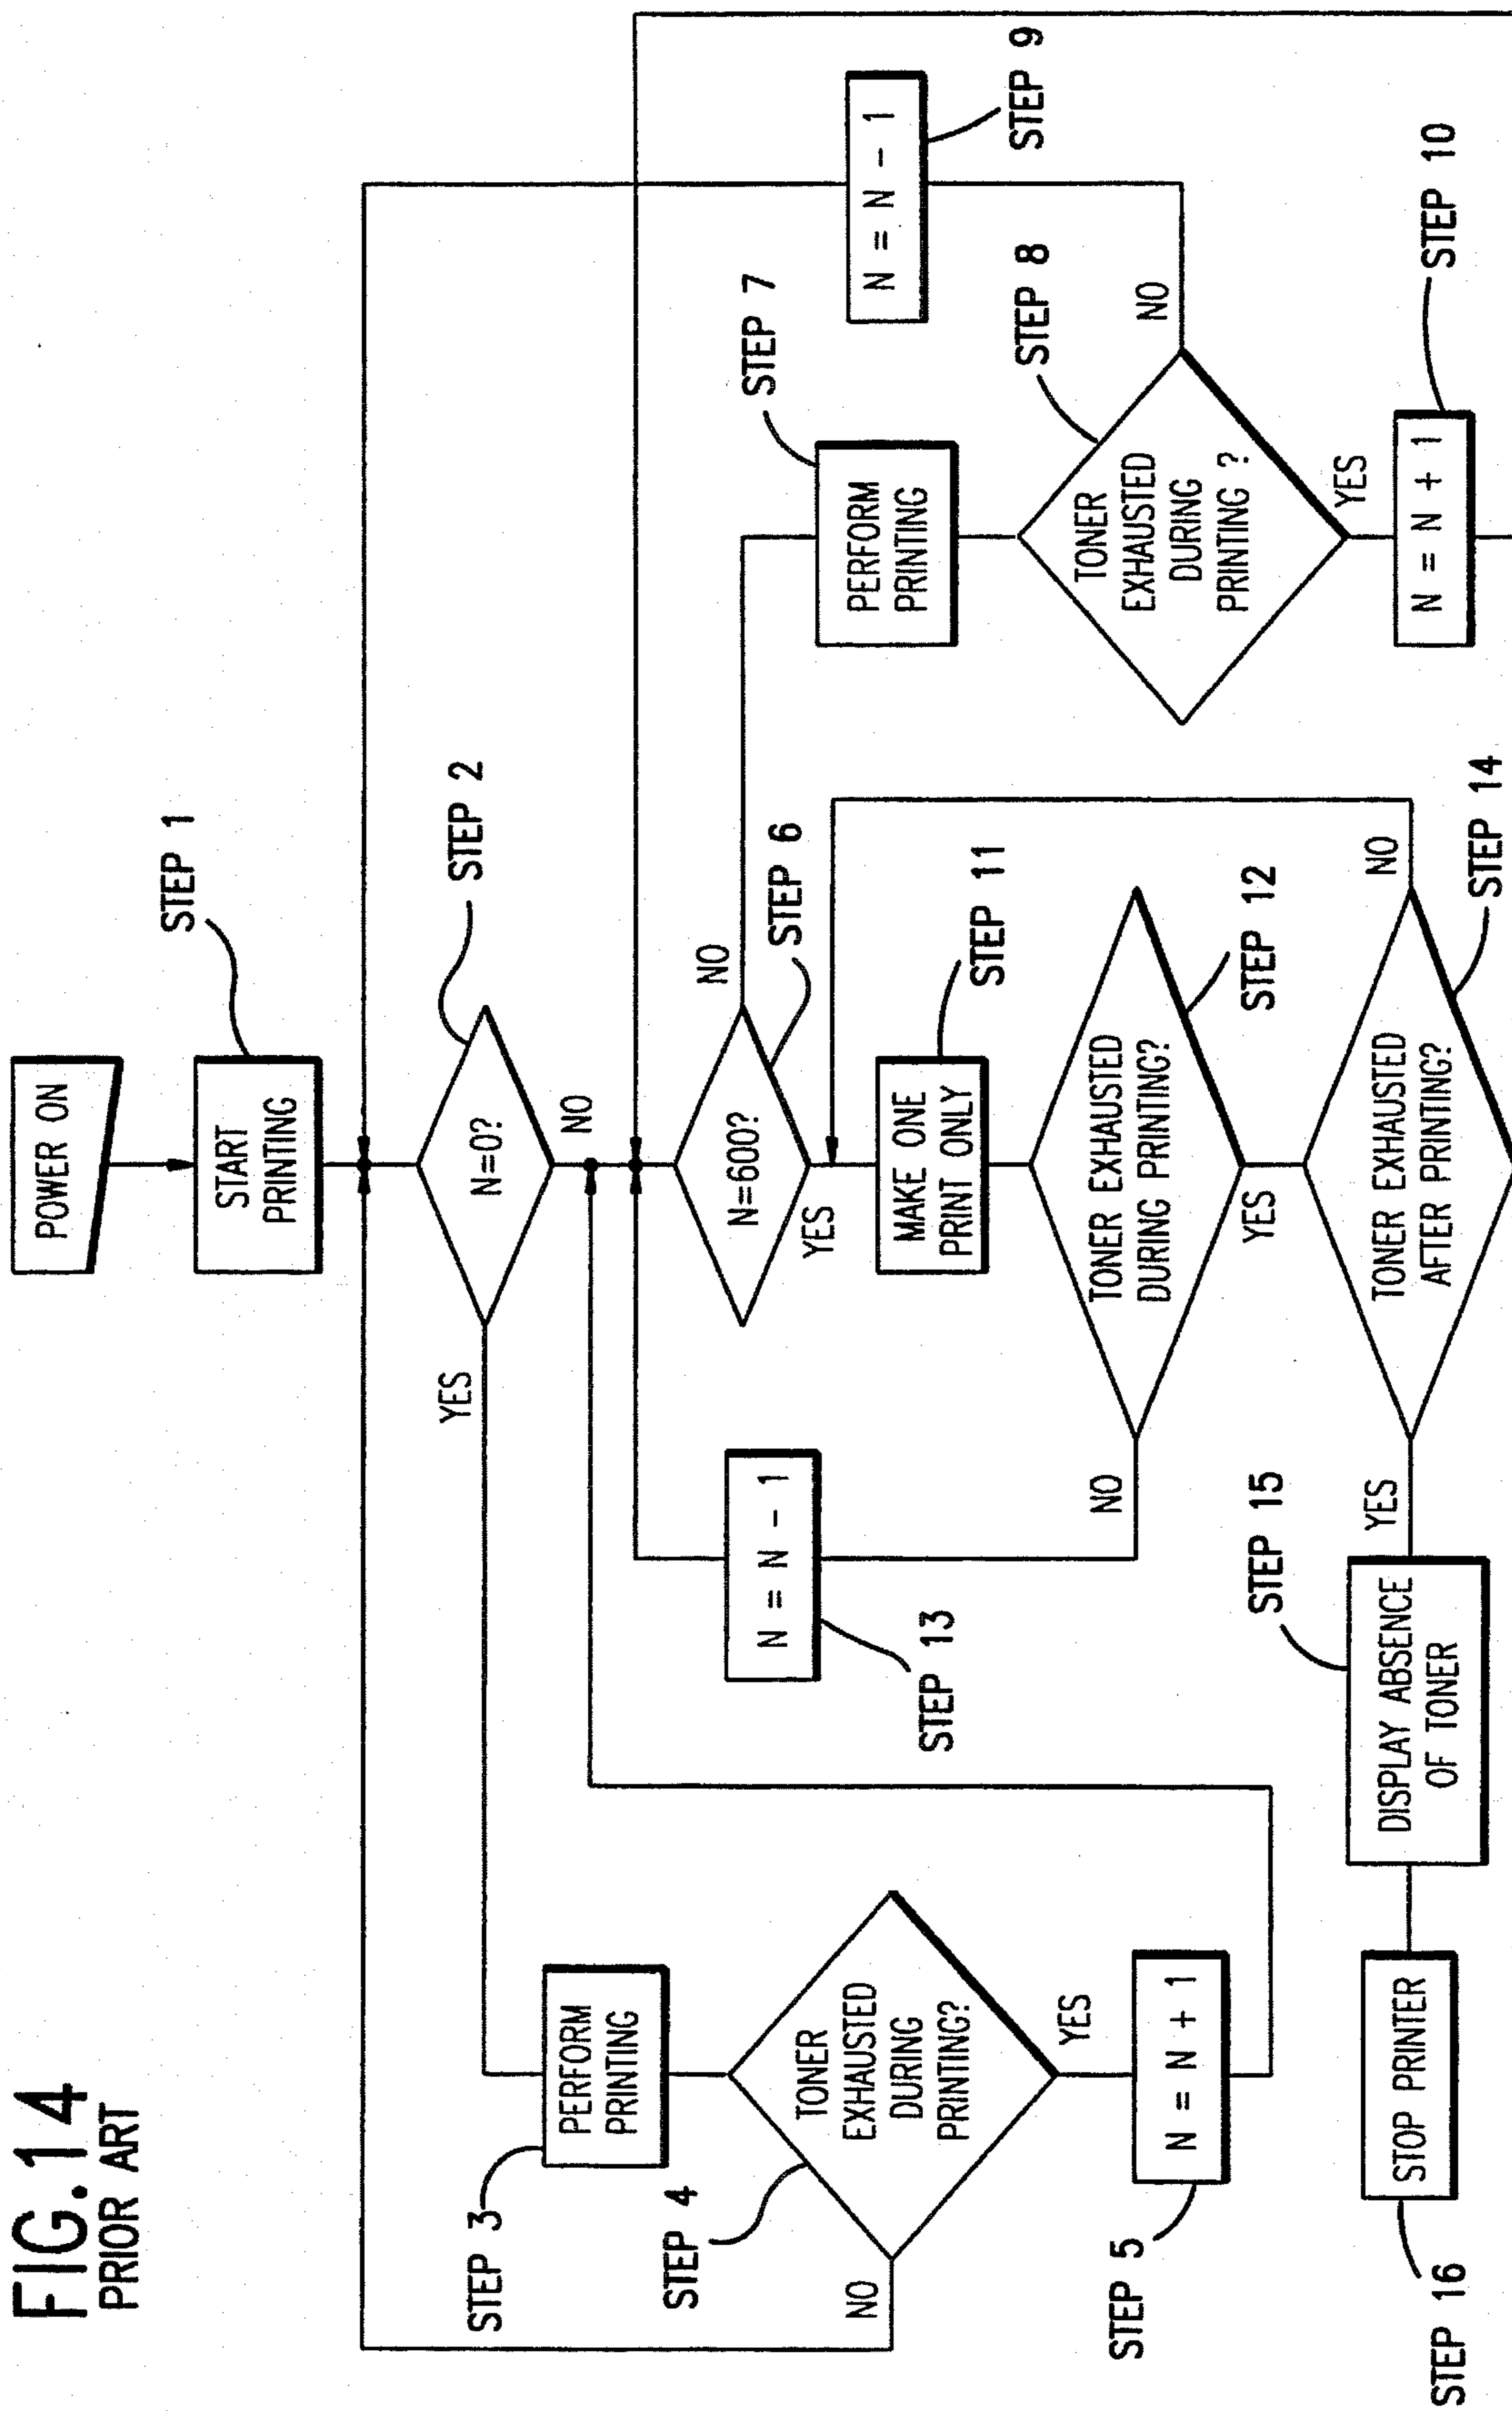 FIG.14
PRIOR ART
POWER ON
START
PRINTING
STEP 1
N=0?
STEP 2
YES
NO
PERFORM
PRINTING
STEP 3
TONER
EXHAUSTED
DURING
PRINTING?
STEP 4
NO
YES
N = N + 1
STEP 5
N=600?
STEP 6
NO
YES
PERFORM
PRINTING
STEP 7
TONER
EXHAUSTED
DURING
PRINTING ?
STEP 8
NO
YES
N = N - 1
STEP 9
N = N + 1
STEP 10
MAKE ONE
PRINT ONLY
STEP 11
TONER EXHAUSTED
DURING PRINTING?
STEP 12
NO
YES
N = N - 1
STEP 13
TONER EXHAUSTED
AFTER PRINTING?
STEP 14
NO
YES
DISPLAY ABSENCE
OF TONER
STEP 15
STOP PRINTER
STEP 16